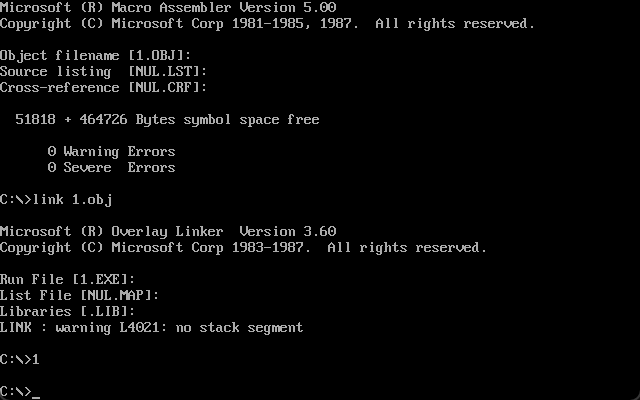 Microsoft (R) Macro Assembler Version 5.00
Copyright (C) Microsoft Corp 1981-1985, 1987.  All rights reserved.
Object filename [1.OBJ]:
Source listing  [NUL.LST]:
Cross-reference [NUL.CRF]:
51818 + 464726 Bytes symbol space free
0 Warning Errors
0 Severe  Errors
C:\>link 1.obj
Microsoft (R) Overlay Linker  Version 3.60
Copyright (C) Microsoft Corp 1983-1987.  All rights reserved.
Run File [1.EXE]:
List File [NUL.MAP]:
Libraries [.LIB]:
LINK : warning L4021: no stack segment
C:\>1
C:\>_